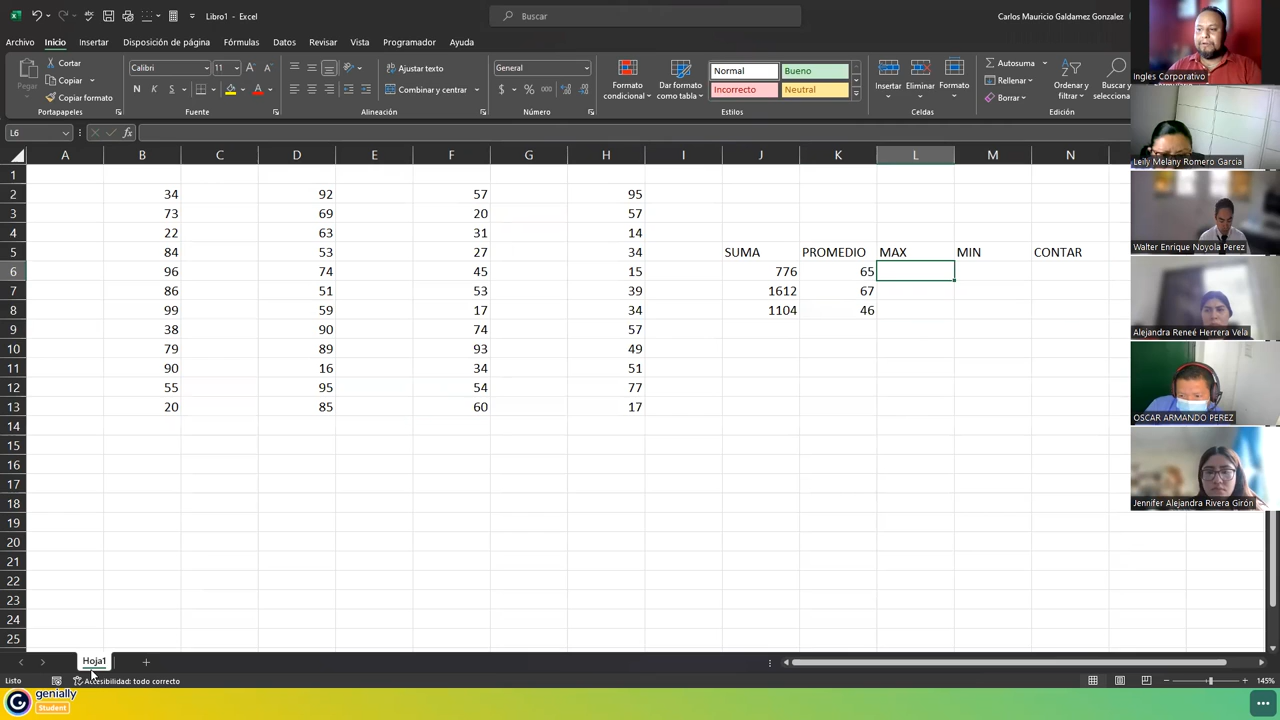 Libro1 - Excel
Buscar
Carlos Mauricio Galdamez Gonzalez
Archivo Inicio Insertar Disposición de página Fórmulas Datos Revisar Vista Programador Ayuda
Pegar
Cortar
Copiar
Copiar formato
Portapapeles
Calibri 11
N K S
Fuente
Ajustar texto
Combinar y centrar
Alineación
General
Número
Formato condicional
Dar formato como tabla
Normal Bueno
Incorrecto Neutral
Estilos
Insertar Eliminar Formato
Celdas
Autosuma
Rellenar
Borrar
Ordenar y filtrar
Buscar y
Edición
L6
A B C D E F G H I J K L M N
1
2 34 92 57 95
3 73 69 20 57
4 22 63 31 14
5 84 53 27 34 SUMA PROMEDIO MAX MIN CONTAR
6 96 74 45 15 776 65
7 86 51 53 39 1612 67
8 99 59 17 34 1104 46
9 38 90 74 57
10 79 89 93 49
11 90 16 34 51
12 55 95 54 77
13 20 85 60 17
14
15
16
17
18
19
20
21
22
23
24
25
Hoja1
Listo
Accesibilidad: todo correcto
145%
genially
Student
Ingles Corporativo
Leily Melany Romero Garcia
Walter Enrique Noyola Perez
Alejandra Reneé Herrera Vela
OSCAR ARMANDO PEREZ
Jennifer Alejandra Rivera Girón